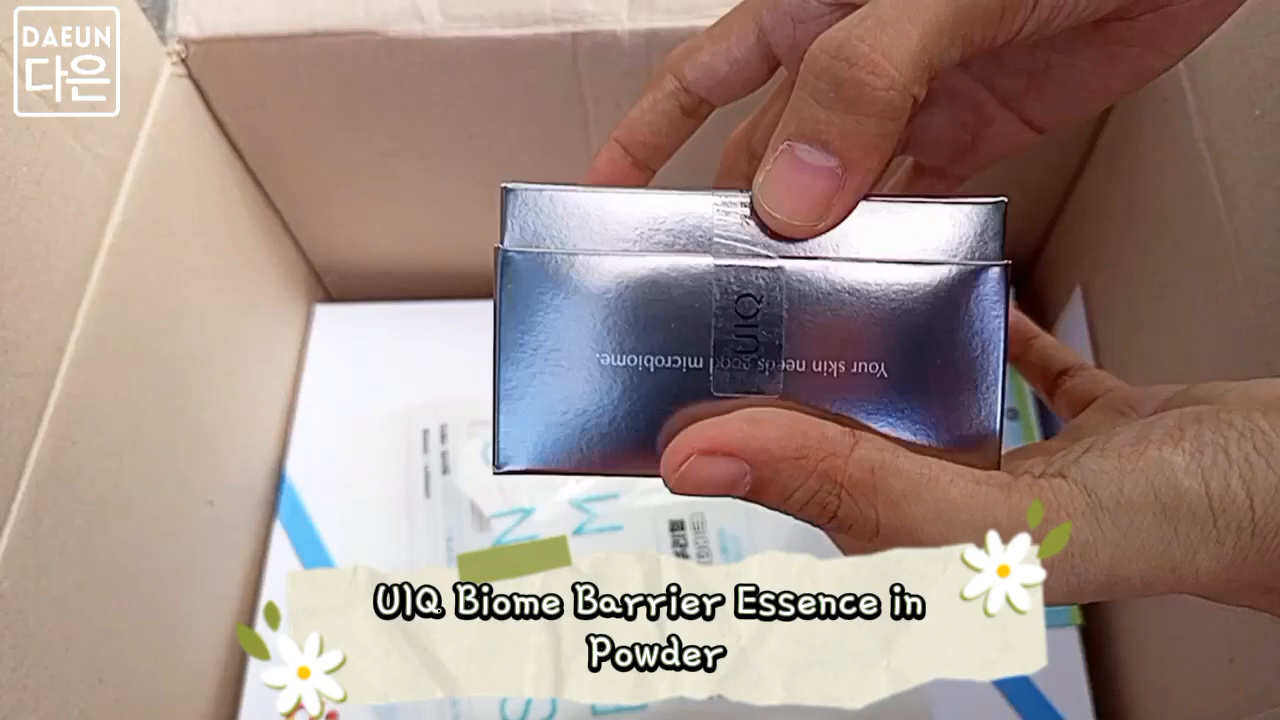 DAEUN
다은
UIQ
Your skin needs good microbiome.
UIQ Biome Barrier Essence in
Powder